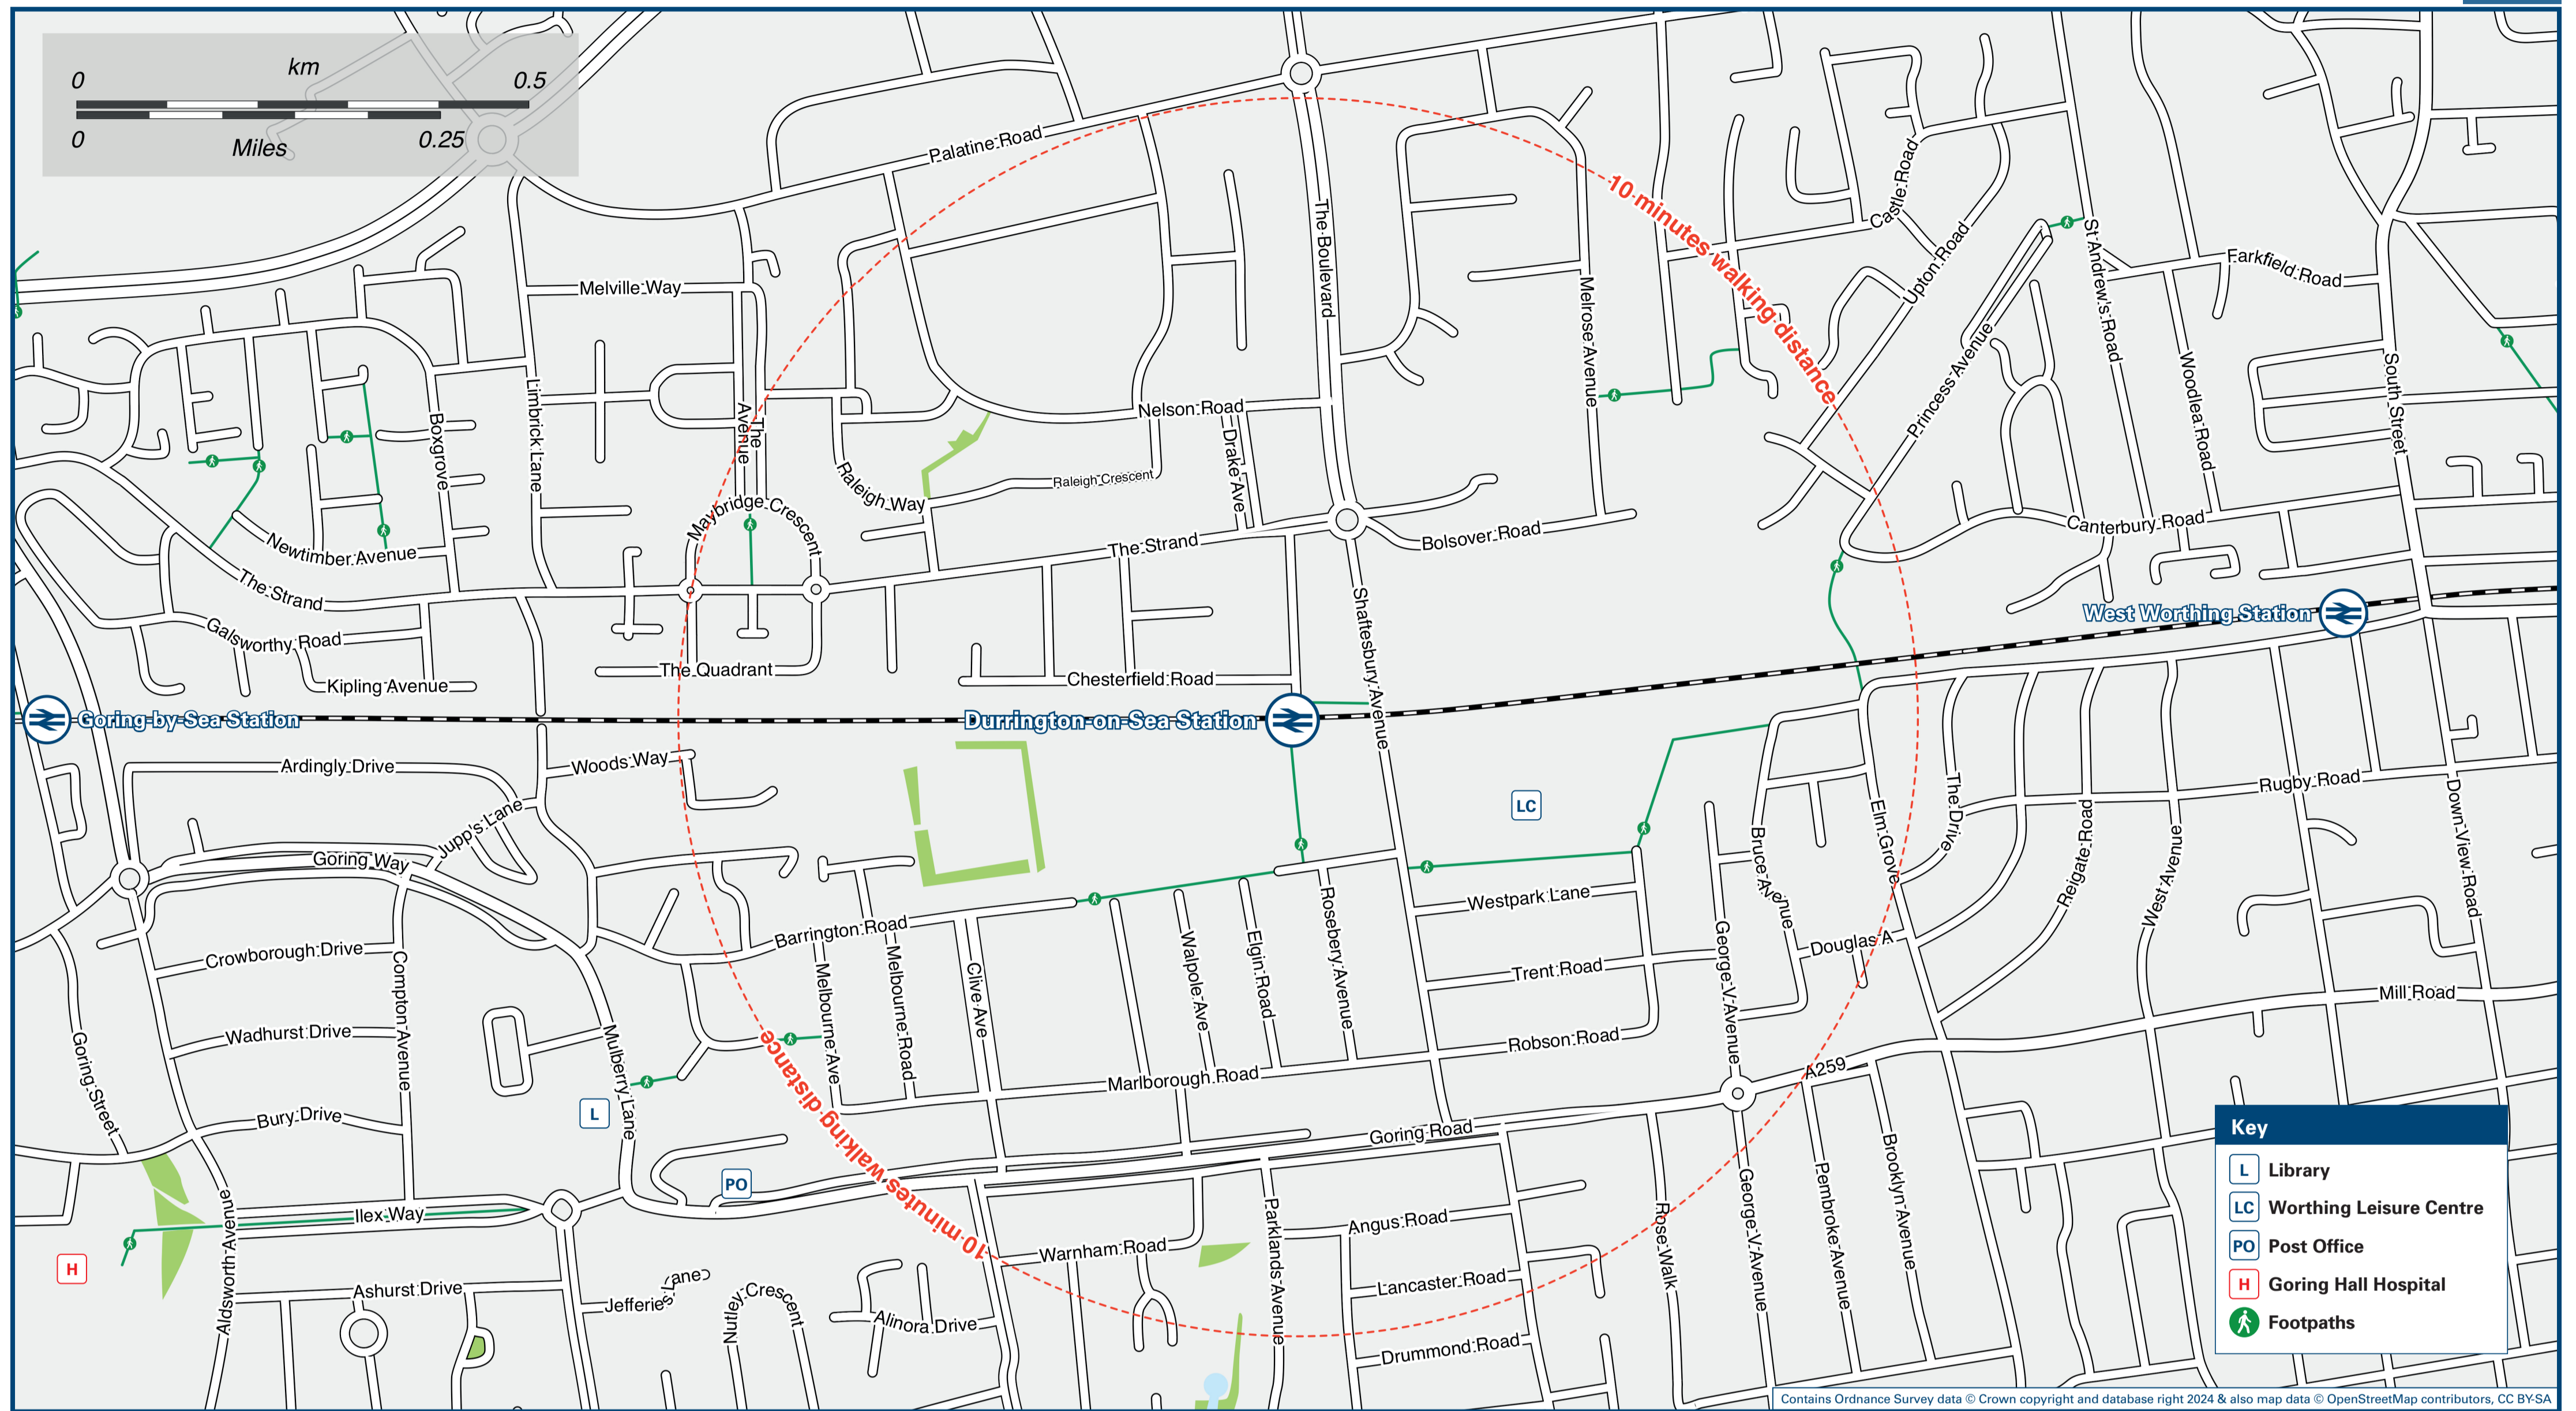 km
0 0.5
0 0.25
Miles
Palatine Road
The Boulevard
10 minutes walking distance
Castle Road
Upton Road
St Andrew's Road
Farkfield Road
Melville Way
Melrose Avenue
Princess Avenue
Woodlea Road
South Street
Limbrick Lane
Boxgrove
The Avenue
Nelson Road
Drake Ave
Raleigh Way
Raleigh Crescent
Maybridge Crescent
Newtimber Avenue
The Strand
The Strand
Bolsover Road
Canterbury Road
Galsworthy Road
Kipling Avenue
The Quadrant
Chesterfield Road
Shaftesbury Avenue
West Worthing Station
Goring-by-Sea Station
Durrington-on-Sea Station
Ardingly Drive
Woods Way
Jupp's Lane
Goring Way
LC
Bruce Avenue
Elm Grove
The Drive
Reigate Road
West Avenue
Rugby Road
Down View Road
Westpark Lane
Rosebery Avenue
Barrington Road
Crowborough Drive
Compton Avenue
Melbourne Ave
Melbourne Road
Clive Ave
Walpole Ave
Elgin Road
Trent Road
George V Avenue
Douglas A
Mill Road
Goring Street
Wadhurst Drive
Mulberry Lane
Robson Road
Marlborough Road
A259
10 minutes walking distance
L
Bury Drive
Goring Road
PO
Ilex Way
Aldsworth Avenue
H
Ashurst Drive
Jefferies Lane
Nutley Crescent
Alinora Drive
Warnham Road
Parklands Avenue
Angus Road
Lancaster Road
Drummond Road
Rose Walk
George V Avenue
Pembroke Avenue
Brooklyn Avenue
Key
L Library
LC Worthing Leisure Centre
PO Post Office
H Goring Hall Hospital
Footpaths
Contains Ordnance Survey data © Crown copyright and database right 2024 & also map data © OpenStreetMap contributors, CC BY-SA